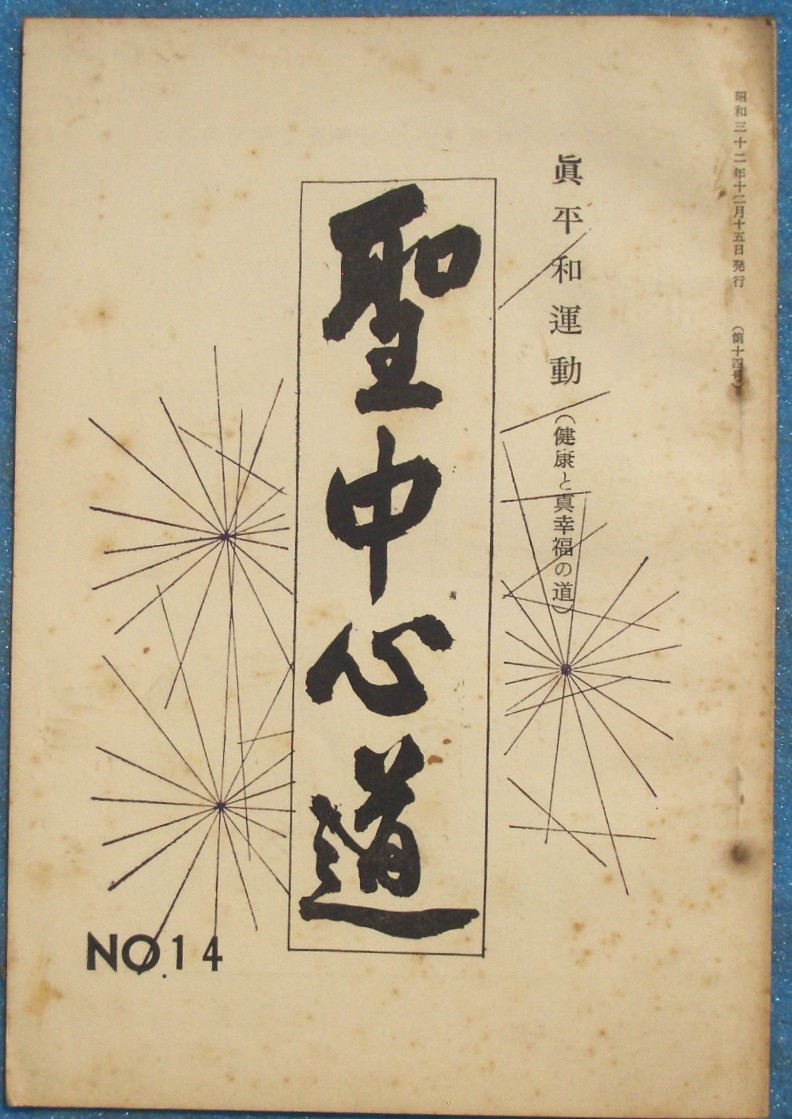 昭和三十二年十二月十五日発行
(第十四号)
眞平和運動
(健康と真幸福の道)
聖中心道
NO.14